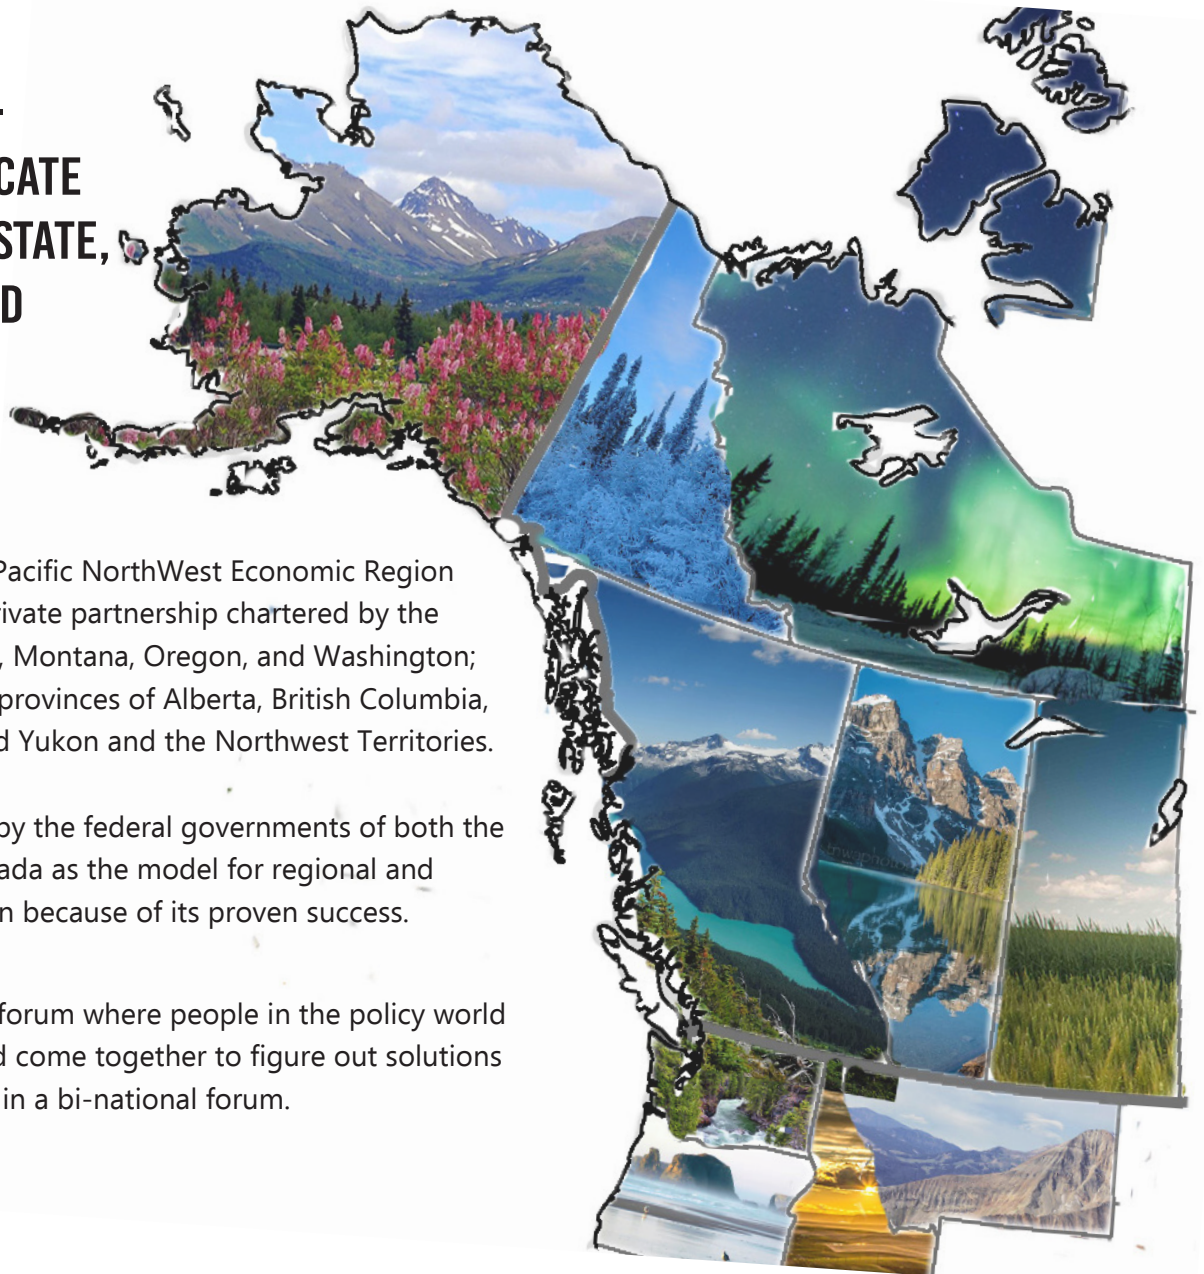 CATE
STATE,
D
Pacific NorthWest Economic Region
rivate partnership chartered by the
, Montana, Oregon, and Washington;
provinces of Alberta, British Columbia,
d Yukon and the Northwest Territories.
by the federal governments of both the
ada as the model for regional and
n because of its proven success.
forum where people in the policy world
d come together to figure out solutions
in a bi-national forum.